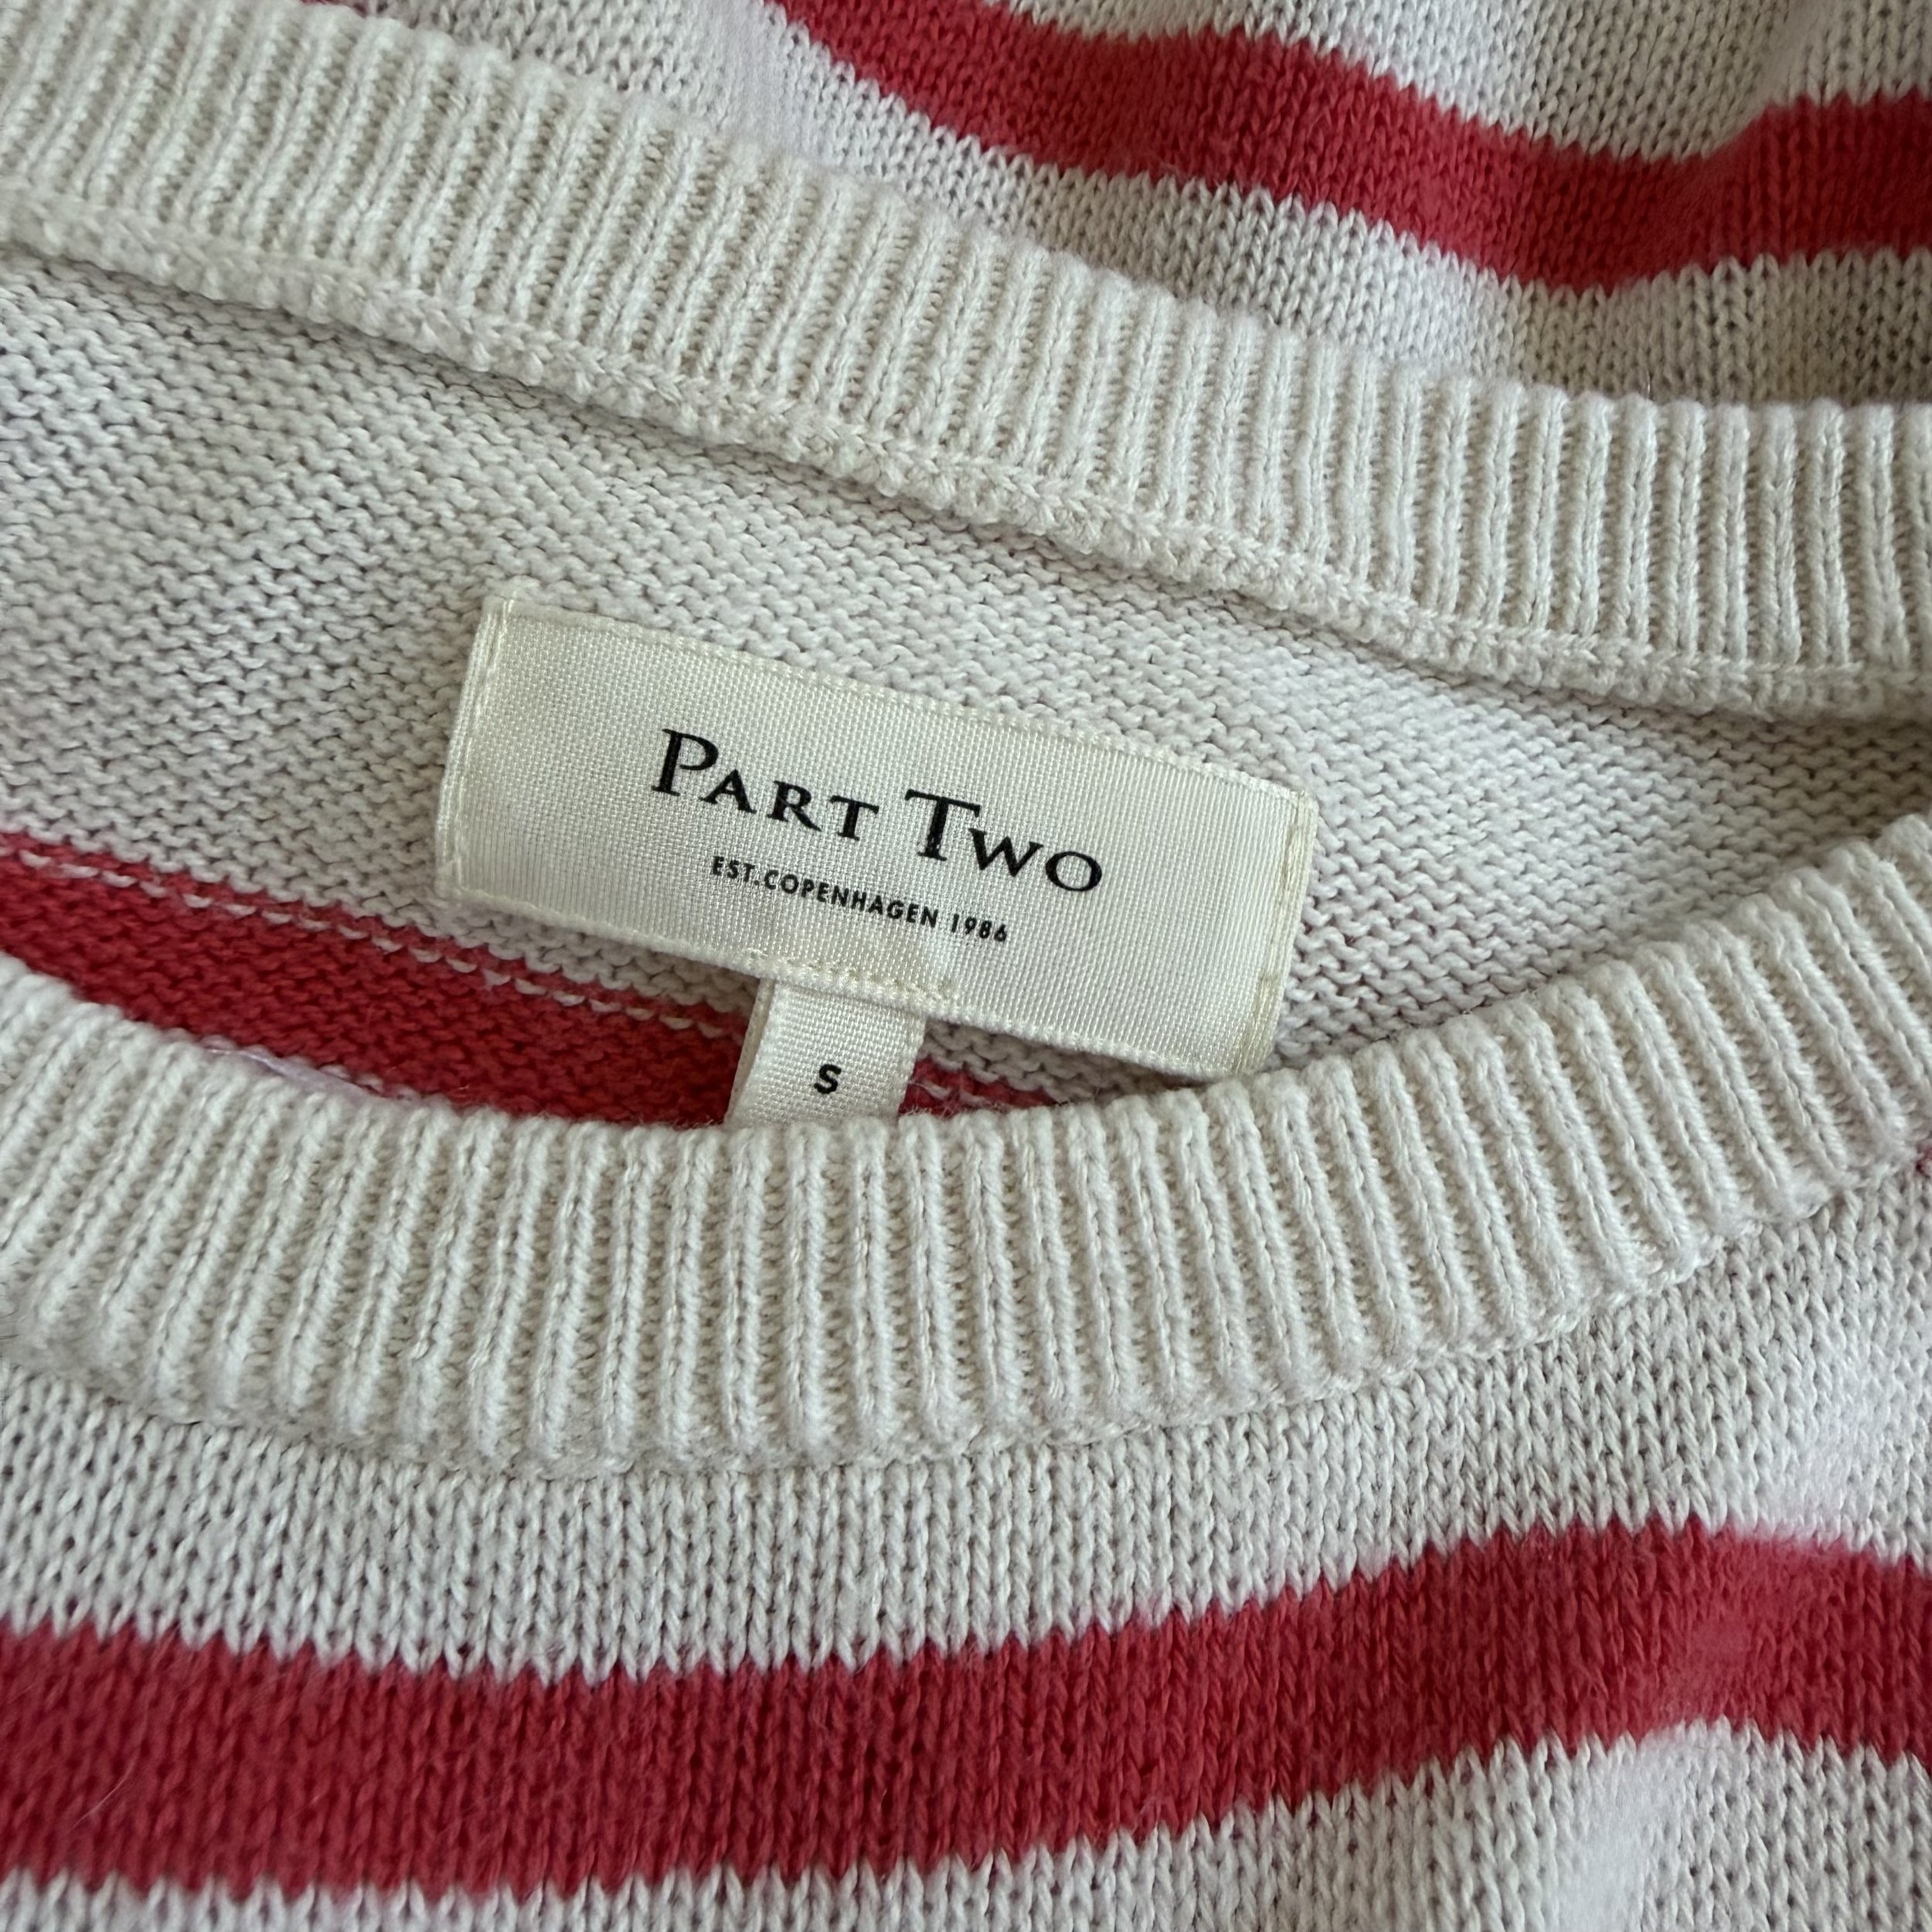 PART TWO
EST.COPENHAGEN 1986
S